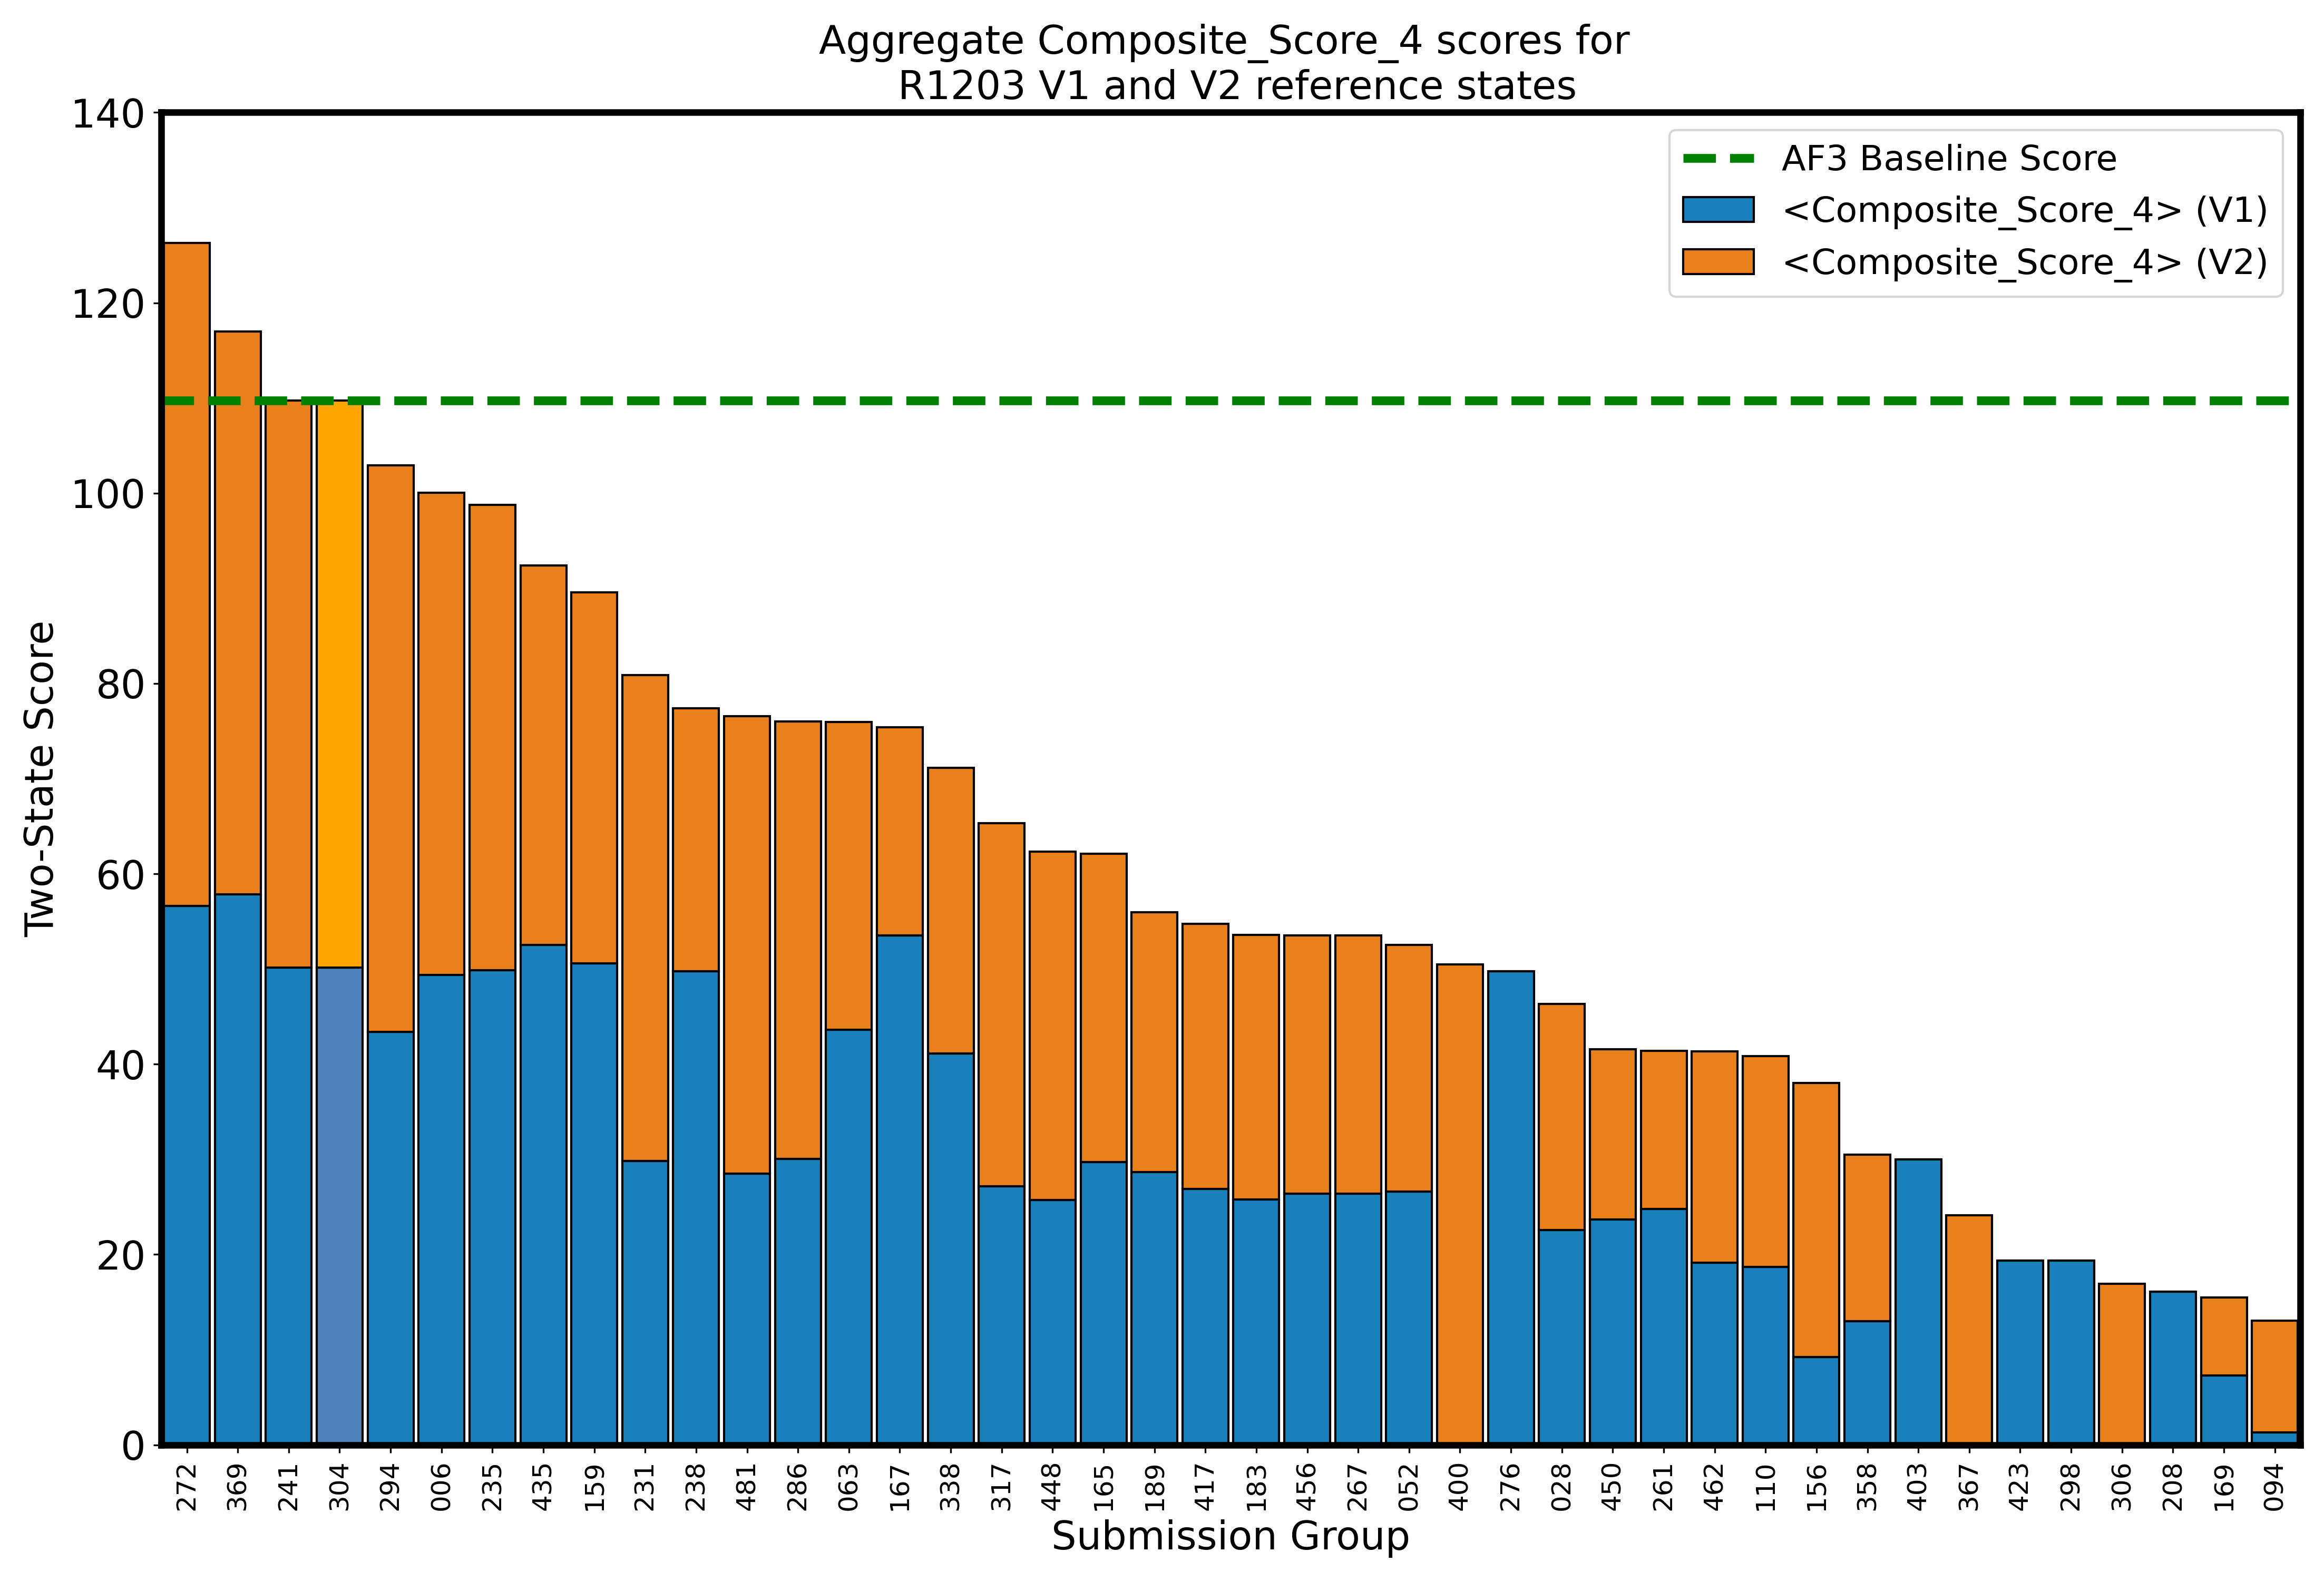 Aggregate Composite_Score_4 scores for
R1203 V1 and V2 reference states
AF3 Baseline Score
<Composite_Score_4> (V1)
<Composite_Score_4> (V2)
Two-State Score
140
120
100
80
60
40
20
0
272 369 241 304 294 006 235 435 159 231 238 481 286 063 167 338 317 448 165 189 417 183 456 267 052 400 276 028 450 261 462 110 156 358 403 367 423 298 306 208 169 094
Submission Group